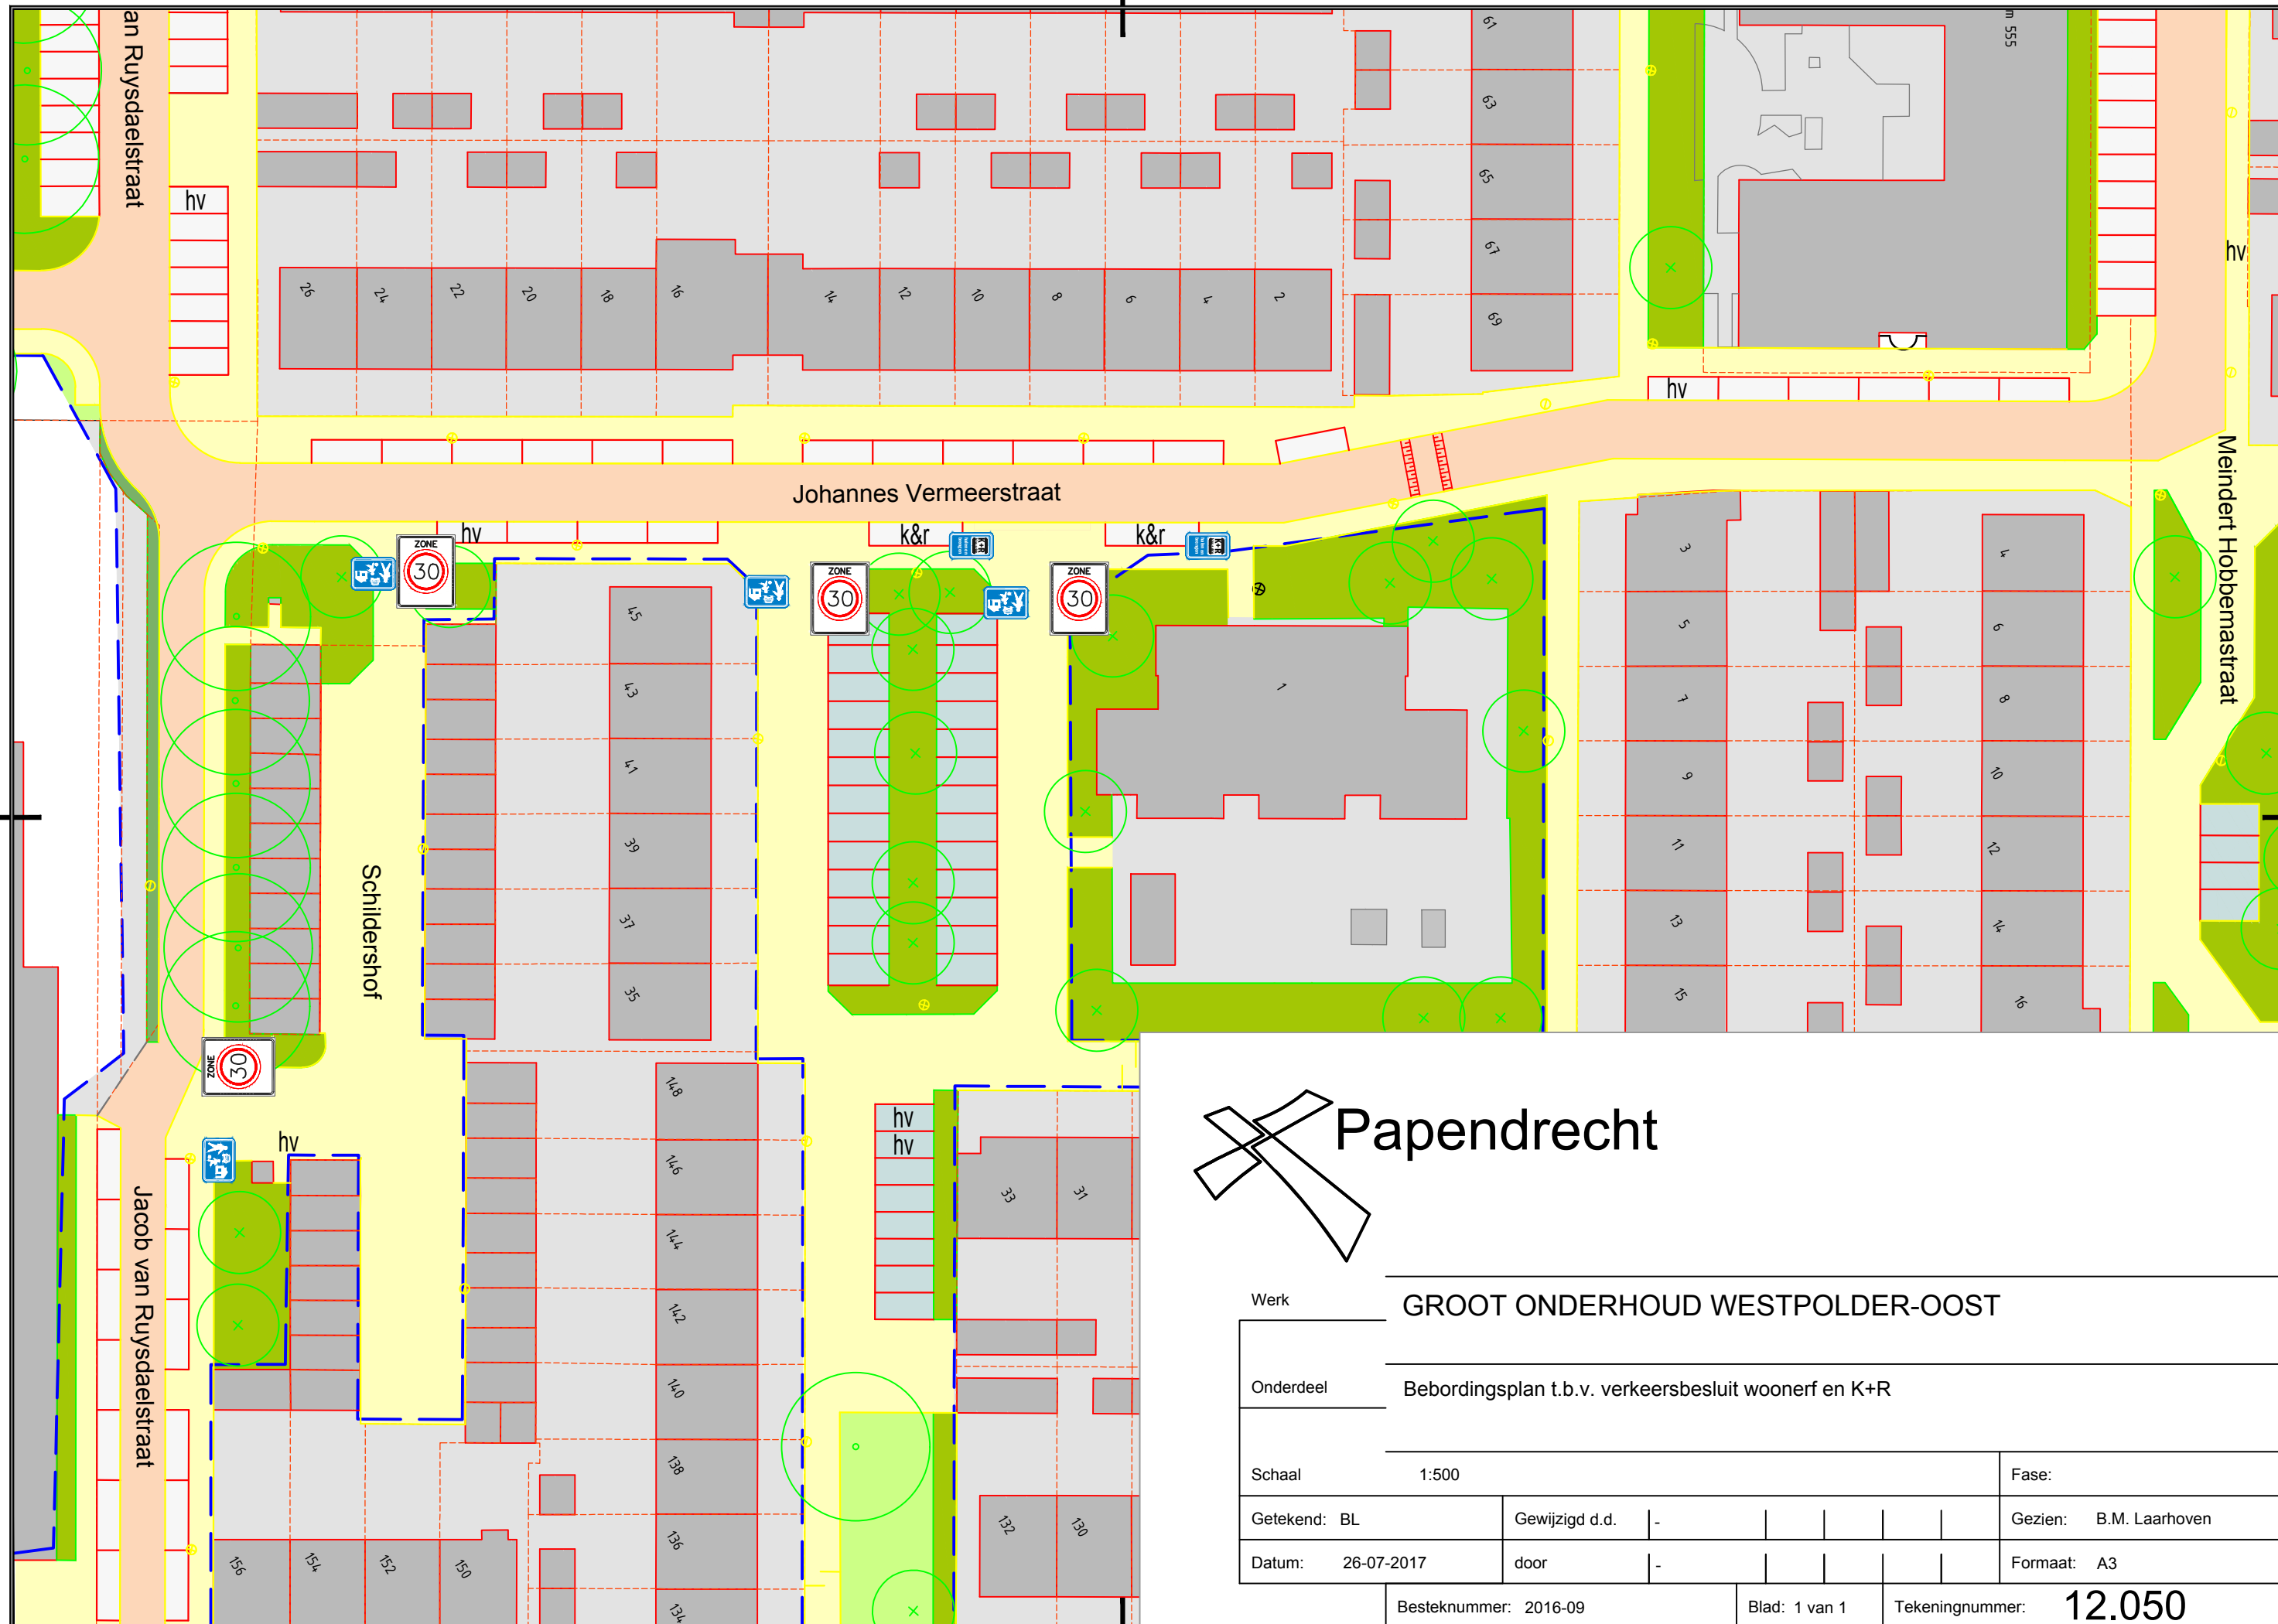 an Ruysdaelstraat
hv
26
24
22
20
18
16
14
12
10
8
6
4
2
61
63
65
67
69
m 555
hv
hv
Meindert Hobbemastraat
Johannes Vermeerstraat
hv
k&r
k&r
K+R
K+R
ZONE
30
ZONE
30
ZONE
30
ZONE
30
45
43
41
39
37
35
1
3
5
7
9
11
13
15
4
6
8
10
12
14
16
Schildershof
hv
Jacob van Ruysdaelstraat
148
146
144
142
140
138
136
134
hv
hv
33
31
132
130
156
154
152
150
Papendrecht
Werk GROOT ONDERHOUD WESTPOLDER-OOST
Onderdeel Bebordingsplan t.b.v. verkeersbesluit woonerf en K+R
Schaal 1:500 Fase:
Getekend: BL Gewijzigd d.d. - Gezien: B.M. Laarhoven
Datum: 26-07-2017 door - Formaat: A3
Besteknummer: 2016-09 Blad: 1 van 1 Tekeningnummer: 12.050